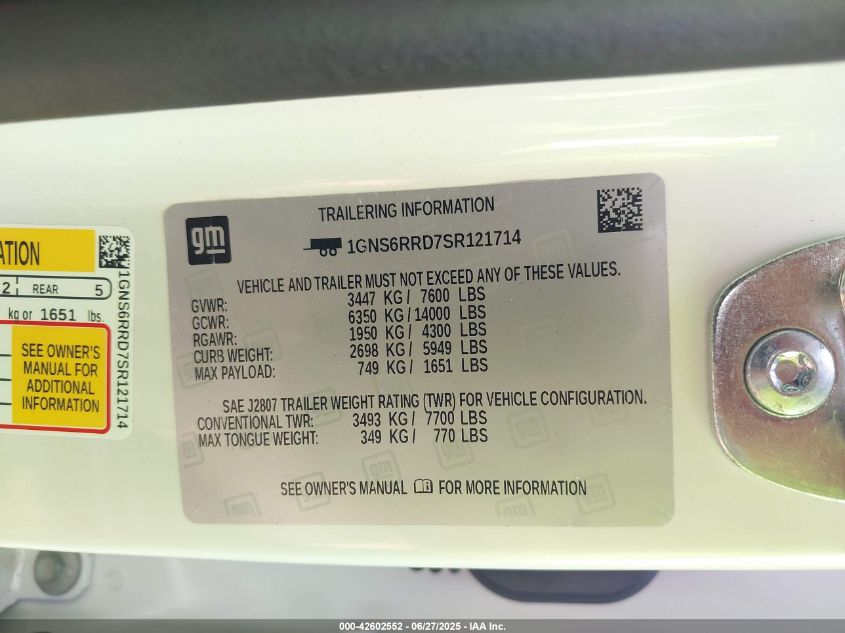 ATION
2 REAR 5
kg or 1651 lbs.
SEE OWNER'S
MANUAL FOR
ADDITIONAL
INFORMATION
1GNS6RRD7SR121714
gm
TRAILERING INFORMATION
1GNS6RRD7SR121714
VEHICLE AND TRAILER MUST NOT EXCEED ANY OF THESE VALUES.
GVWR: 3447 KG / 7600 LBS
GCWR: 6350 KG / 14000 LBS
RGAWR: 1950 KG / 4300 LBS
CURB WEIGHT: 2698 KG / 5949 LBS
MAX PAYLOAD: 749 KG / 1651 LBS
SAE J2807 TRAILER WEIGHT RATING (TWR) FOR VEHICLE CONFIGURATION.
CONVENTIONAL TWR: 3493 KG / 7700 LBS
MAX TONGUE WEIGHT: 349 KG / 770 LBS
SEE OWNER'S MANUAL FOR MORE INFORMATION
000-42602552 - 06/27/2025 - IAA Inc.